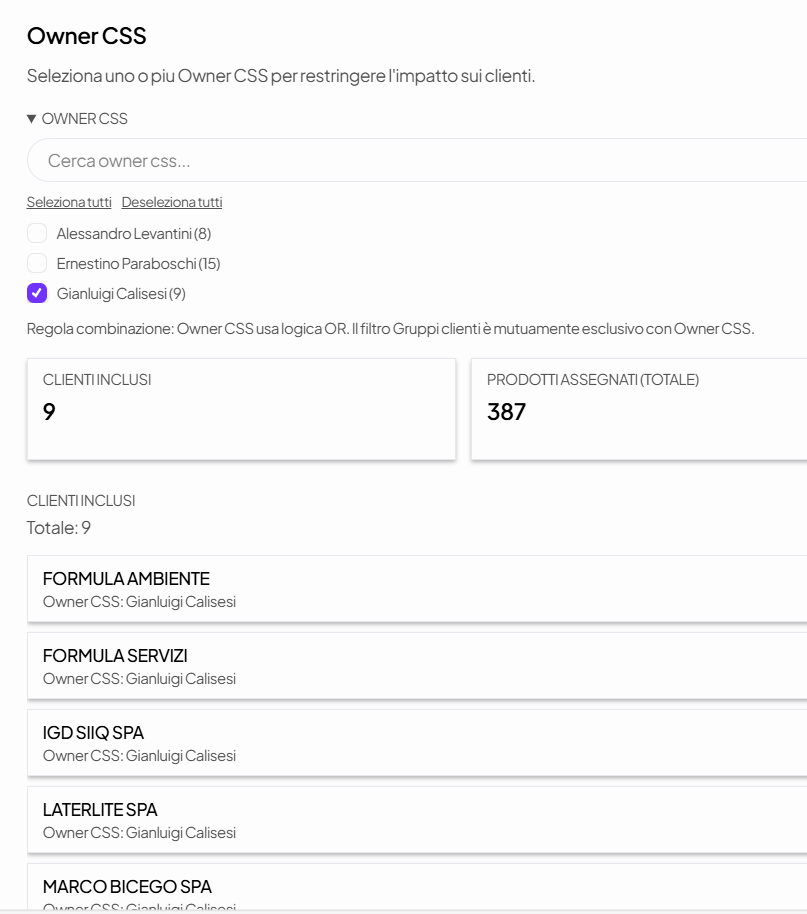 Owner CSS
Seleziona uno o piu Owner CSS per restringere l'impatto sui clienti.
▼ OWNER CSS
Cerca owner css...
Seleziona tutti Deseleziona tutti
Alessandro Levantini (8)
Ernestino Paraboschi (15)
Gianluigi Calisesi (9)
Regola combinazione: Owner CSS usa logica OR. Il filtro Gruppi clienti è mutuamente esclusivo con Owner CSS.
CLIENTI INCLUSI
9
PRODOTTI ASSEGNATI (TOTALE)
387
CLIENTI INCLUSI
Totale: 9
FORMULA AMBIENTE
Owner CSS: Gianluigi Calisesi
FORMULA SERVIZI
Owner CSS: Gianluigi Calisesi
IGD SIIQ SPA
Owner CSS: Gianluigi Calisesi
LATERLITE SPA
Owner CSS: Gianluigi Calisesi
MARCO BICEGO SPA
Owner CSS: Gianluigi Calisesi